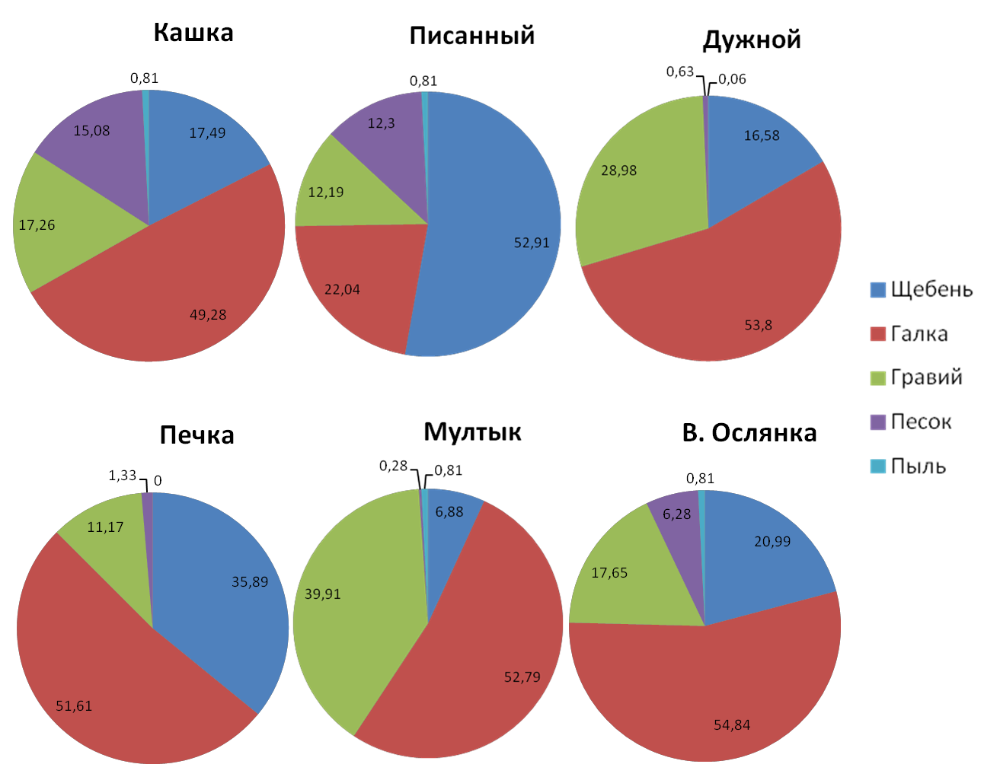 Кашка
0,81
15,08
17,49
17,26
49,28
Писанный
0,81
12,3
12,19
52,91
22,04
Дужной
0,63
0,06
16,58
28,98
53,8
Щебень
Галка
Гравий
Песок
Пыль
Печка
1,33
0
11,17
35,89
51,61
Мултык
0,28
0,81
6,88
39,91
52,79
В. Ослянка
0,81
6,28
20,99
17,65
54,84